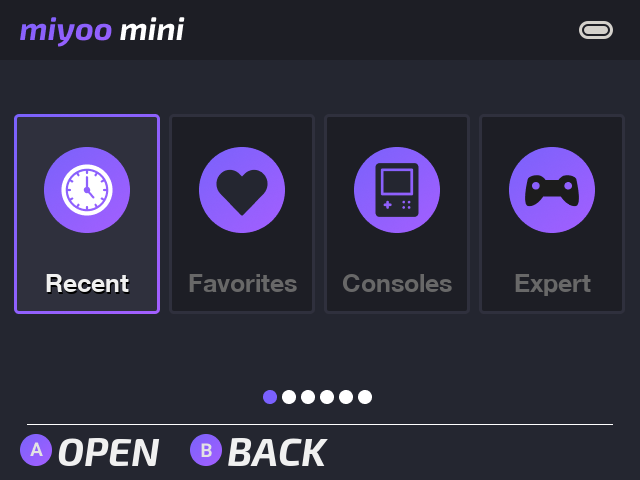 miyoo mini
Recent
Favorites
Consoles
Expert
A OPEN B BACK